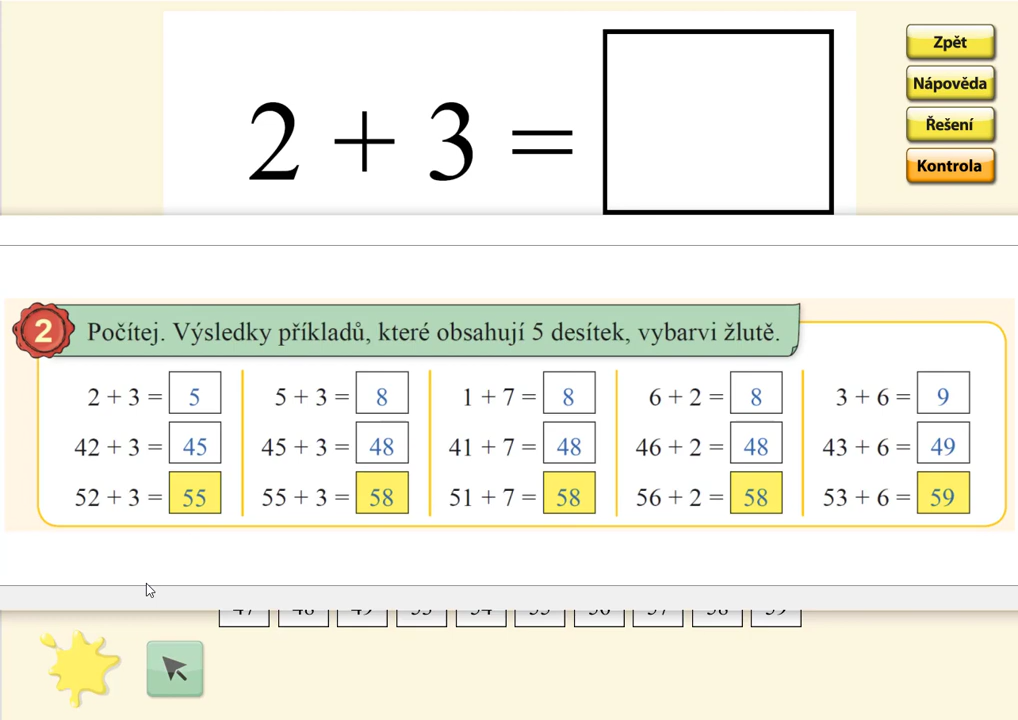 2 + 3 =
Zpět
Nápověda
Řešení
Kontrola
2 Počítej. Výsledky příkladů, které obsahují 5 desítek, vybarvi žlutě.
2 + 3 = 5 5 + 3 = 8 1 + 7 = 8 6 + 2 = 8 3 + 6 = 9
42 + 3 = 45 45 + 3 = 48 41 + 7 = 48 46 + 2 = 48 43 + 6 = 49
52 + 3 = 55 55 + 3 = 58 51 + 7 = 58 56 + 2 = 58 53 + 6 = 59